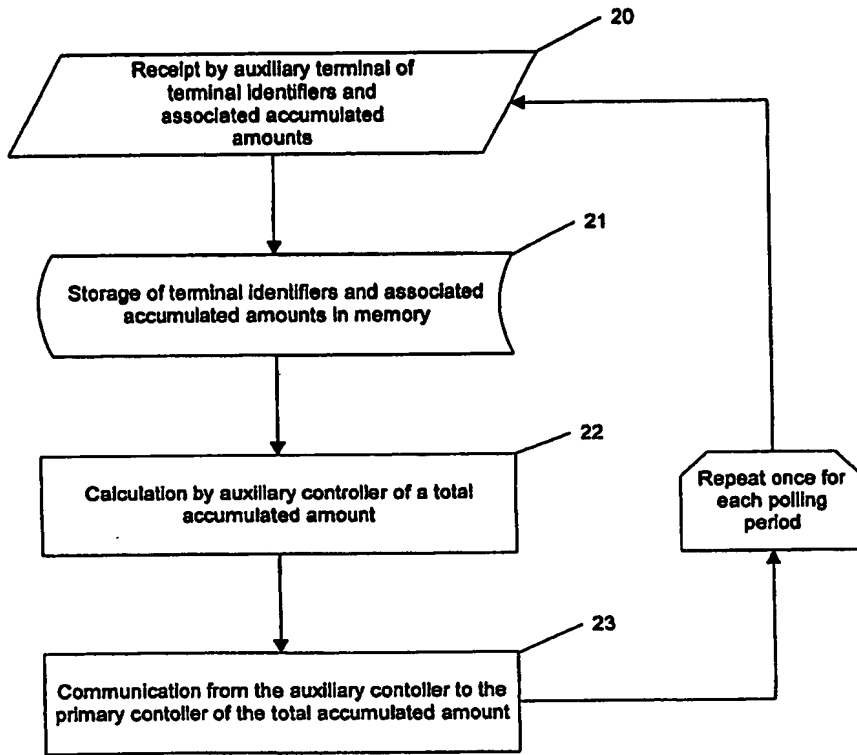 20
Receipt by auxiliary terminal of
terminal identifiers and
associated accumulated
amounts
21
Storage of terminal identifiers and associated
accumulated amounts in memory
22
Calculation by auxiliary controller of a total
accumulated amount
Repeat once for
each polling
period
23
Communication from the auxiliary contoller to the
primary contoller of the total accumulated amount